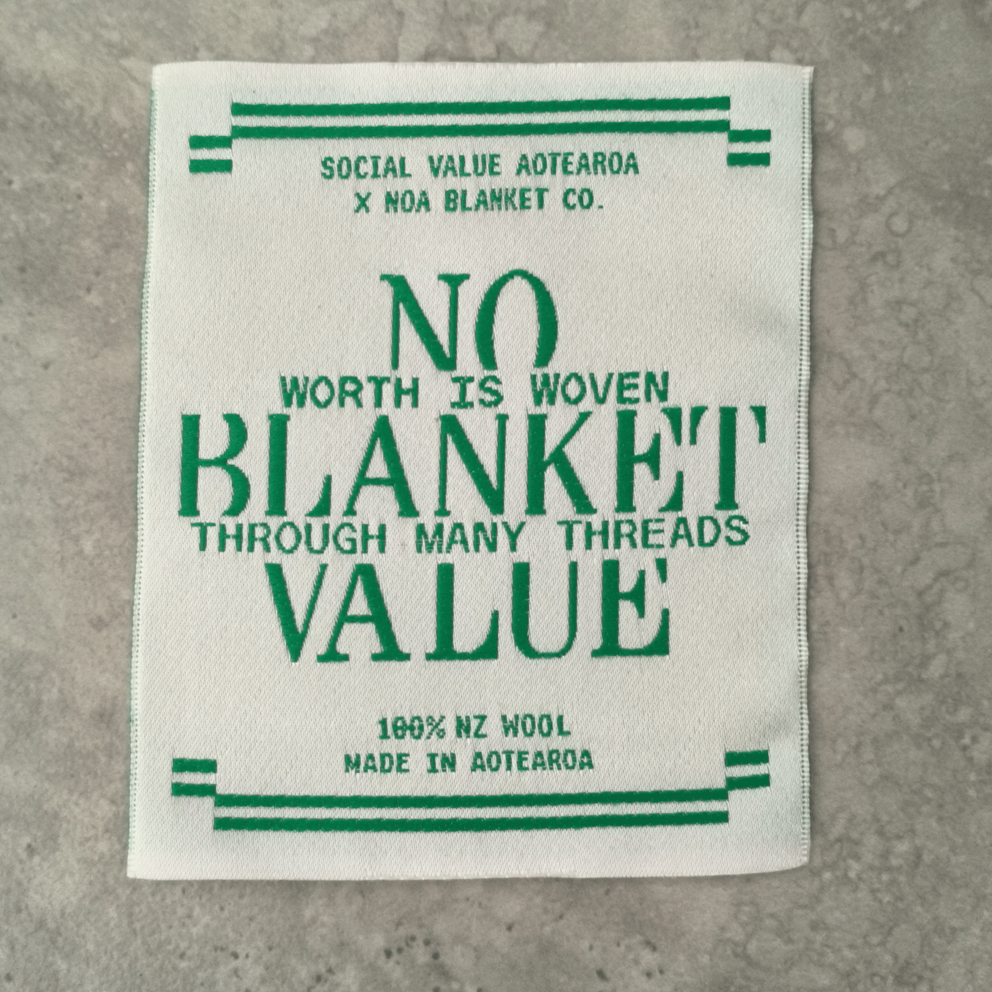 SOCIAL VALUE AOTEAROA
X NOA BLANKET CO.
NO
WORTH IS WOVEN
BLANKET
THROUGH MANY THREADS
VALUE
100% NZ WOOL
MADE IN AOTEAROA